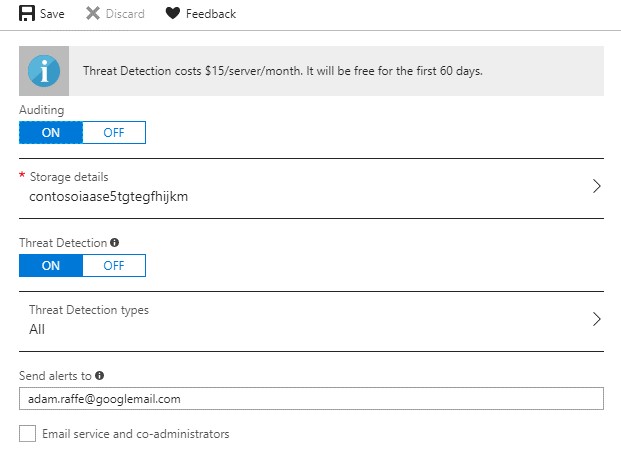 Save Discard Feedback
Threat Detection costs $15/server/month. It will be free for the first 60 days.
Auditing
ON OFF
* Storage details
contosoiaase5tgtegfhijkm
Threat Detection
ON OFF
Threat Detection types
All
Send alerts to
adam.raffe@googlemail.com
Email service and co-administrators